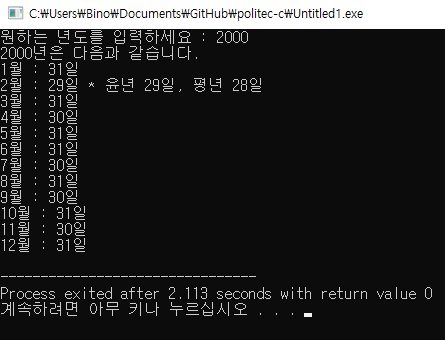 C:₩Users₩Bino₩Documents₩GitHub₩politec-c₩Untitled1.exe
원하는 년도를 입력하세요 : 2000
2000년은 다음과 같습니다.
1월 : 31일
2월 : 29일 * 윤년 29일, 평년 28일
3월 : 31일
4월 : 30일
5월 : 31일
6월 : 31일
7월 : 30일
8월 : 31일
9월 : 30일
10월 : 31일
11월 : 30일
12월 : 31일
--------------------------------
Process exited after 2.113 seconds with return value 0
계속하려면 아무 키나 누르십시오 . . .